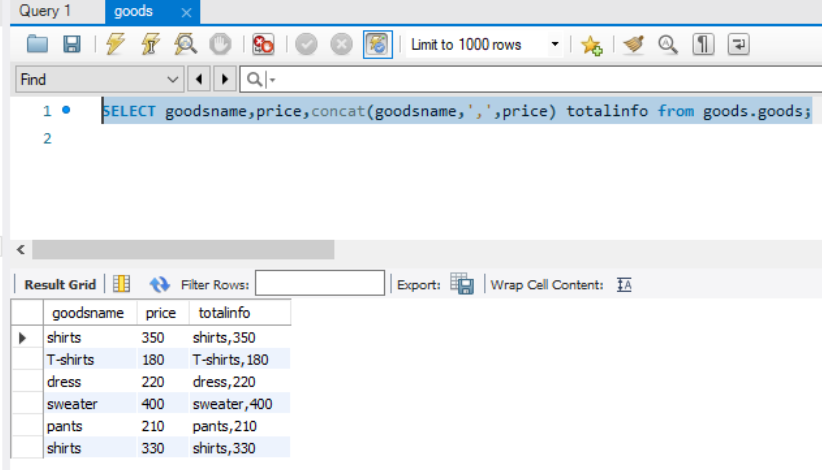 Query 1 goods ×
Limit to 1000 rows
Find
1 SELECT goodsname,price,concat(goodsname,',',price) totalinfo from goods.goods;
2
Result Grid Filter Rows: Export: Wrap Cell Content: IA
goodsname price totalinfo
shirts 350 shirts,350
T-shirts 180 T-shirts,180
dress 220 dress,220
sweater 400 sweater,400
pants 210 pants,210
shirts 330 shirts,330